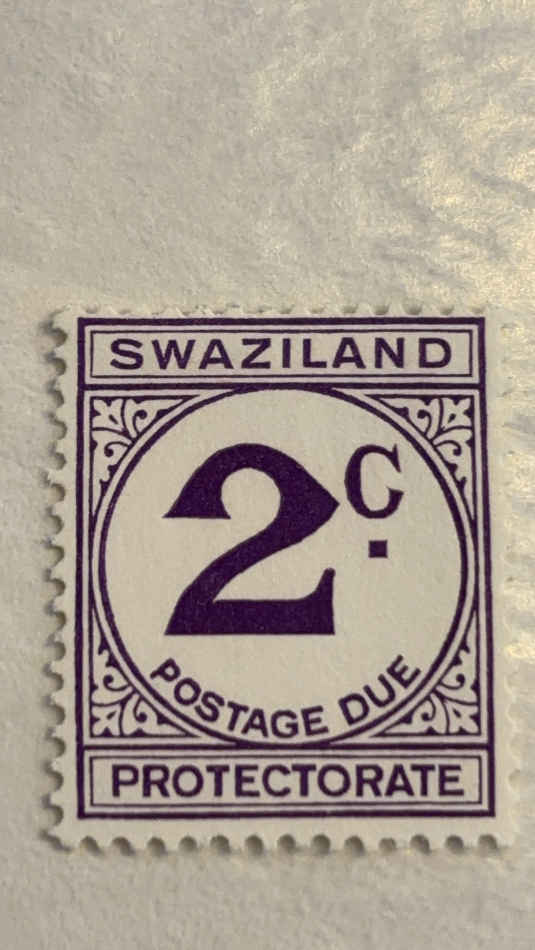 SWAZILAND
2c.
POSTAGE DUE
PROTECTORATE